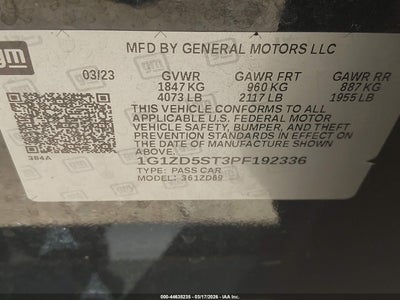 gm
MFD BY GENERAL MOTORS LLC
03/23 GVWR GAWR FRT GAWR RR
1847 KG 960 KG 887 KG
4073 LB 2117 LB 1955 LB
THIS VEHICLE CONFORMS TO ALL
APPLICABLE U.S. FEDERAL MOTOR
VEHICLE SAFETY, BUMPER, AND THEFT
PREVENTION STANDARDS IN EFFECT ON
THE DATE OF MANUFACTURE SHOWN ABOVE.
384A
1G1ZD5ST3PF192336
TYPE: PASS CAR
MODEL: 361ZD69
000-44638235 - 03/17/2026 - IAA Inc.